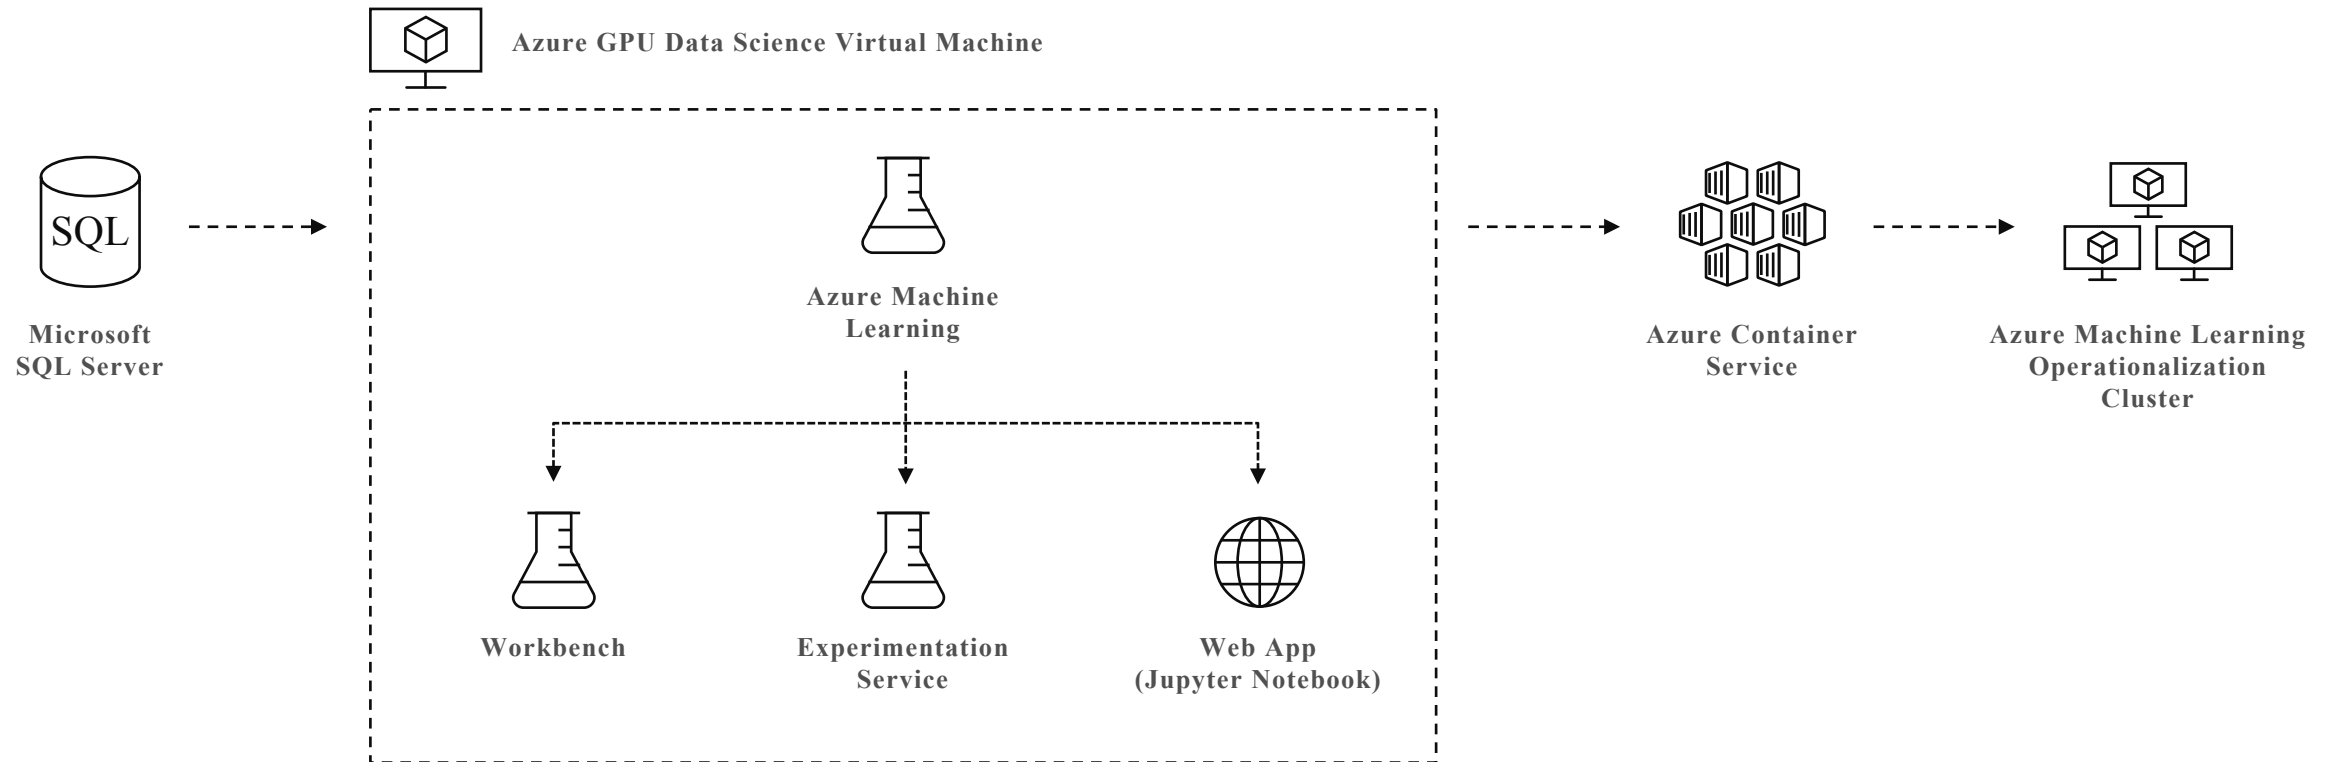 Azure GPU Data Science Virtual Machine
SQL
Microsoft
SQL Server
Azure Machine
Learning
Workbench
Experimentation
Service
Web App
(Jupyter Notebook)
Azure Container
Service
Azure Machine Learning
Operationalization
Cluster